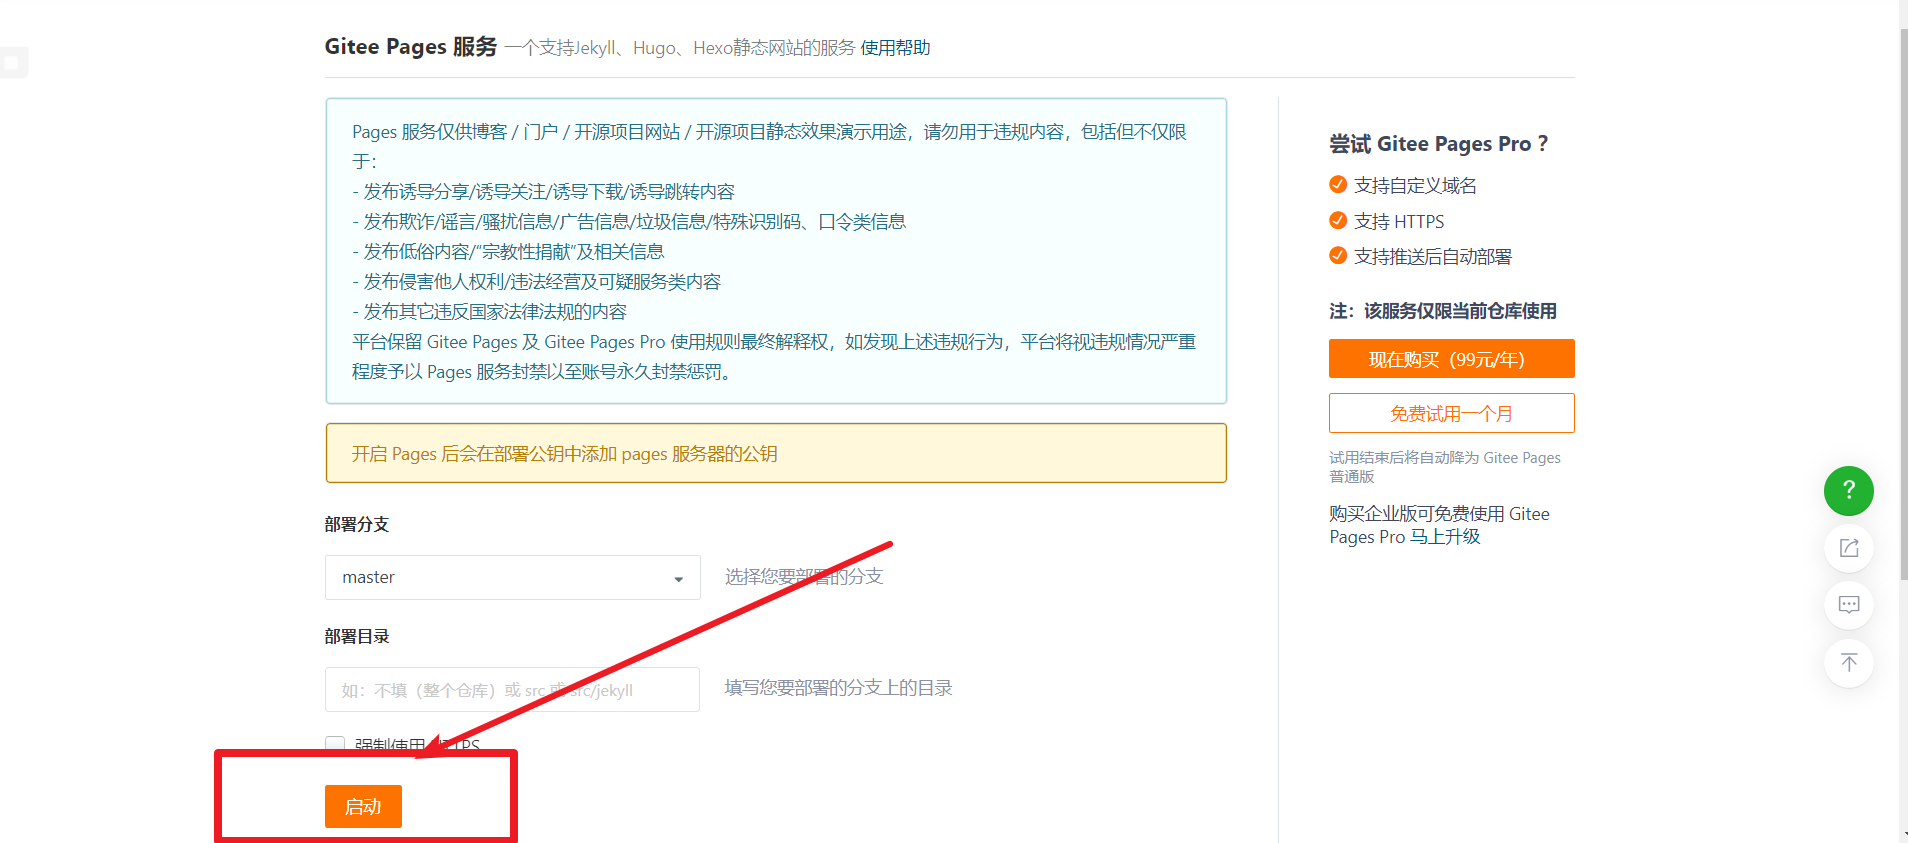 Gitee Pages 服务 一个支持Jekyll、Hugo、Hexo静态网站的服务 使用帮助
Pages 服务仅供博客 / 门户 / 开源项目网站 / 开源项目静态效果演示用途，请勿用于违规内容，包括但不仅限
于：
- 发布诱导分享/诱导关注/诱导下载/诱导跳转内容
- 发布欺诈/谣言/骚扰信息/广告信息/垃圾信息/特殊识别码、口令类信息
- 发布低俗内容/“宗教性捐献”及相关信息
- 发布侵害他人权利/违法经营及可疑服务类内容
- 发布其它违反国家法律法规的内容
平台保留 Gitee Pages 及 Gitee Pages Pro 使用规则最终解释权，如发现上述违规行为，平台将视违规情况严重
程度予以 Pages 服务封禁以至账号永久封禁惩罚。
开启 Pages 后会在部署公钥中添加 pages 服务器的公钥
部署分支
master
选择您要部署的分支
部署目录
如：不填（整个仓库）或 src 或 src/jekyll
填写您要部署的分支上的目录
强制使用 HTTPS
启动
尝试 Gitee Pages Pro ？
支持自定义域名
支持 HTTPS
支持推送后自动部署
注：该服务仅限当前仓库使用
现在购买（99元/年）
免费试用一个月
试用结束后将自动降为 Gitee Pages
普通版
购买企业版可免费使用 Gitee
Pages Pro 马上升级
?